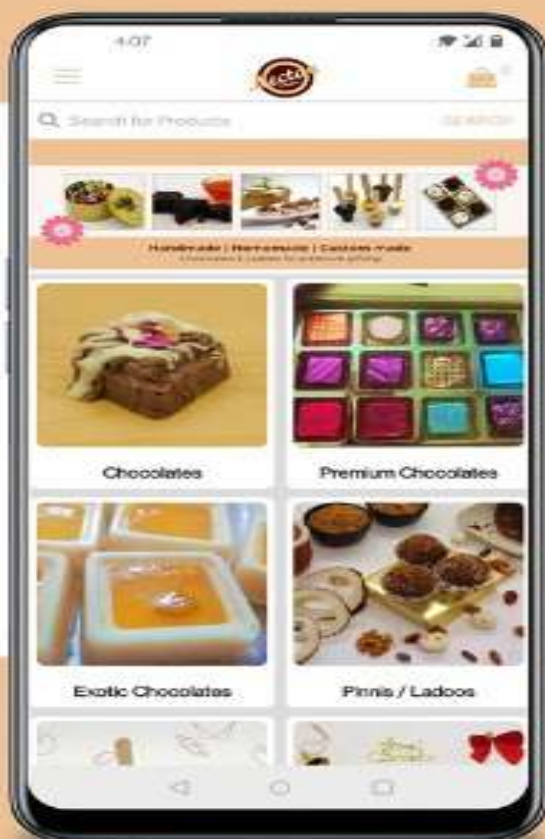 4:07
Search for Products
SEARCH
Handmade | Homemade | Custom made
Chocolates
Premium Chocolates
Exotic Chocolates
Pinnis / Ladoos